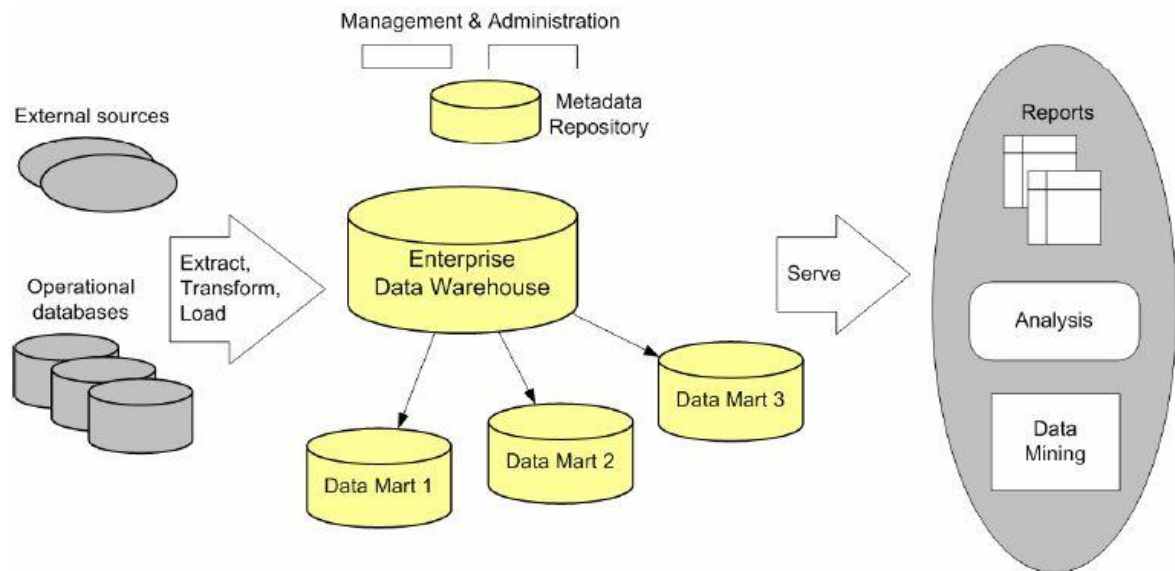 Management & Administration
External sources
Metadata
Repository
Reports
Operational
databases
Extract,
Transform,
Load
Enterprise
Data Warehouse
Serve
Analysis
Data Mart 1
Data Mart 2
Data Mart 3
Data
Mining